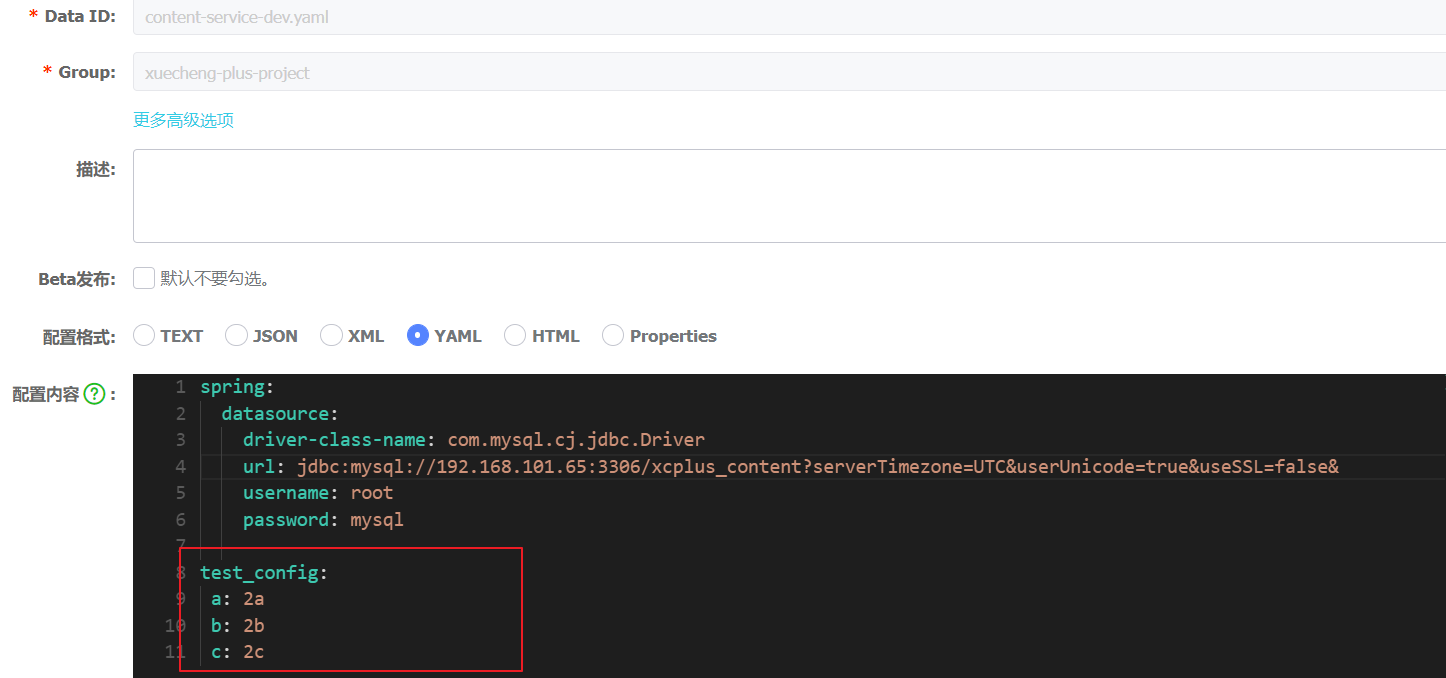 * Data ID: content-service-dev.yaml
* Group: xuecheng-plus-project
更多高级选项
描述:
Beta发布: 默认不要勾选。
配置格式: TEXT JSON XML YAML HTML Properties
配置内容 ? :
1 spring:
2 datasource:
3 driver-class-name: com.mysql.cj.jdbc.Driver
4 url: jdbc:mysql://192.168.101.65:3306/xcplus_content?serverTimezone=UTC&userUnicode=true&useSSL=false&
5 username: root
6 password: mysql
7
8 test_config:
9 a: 2a
10 b: 2b
11 c: 2c